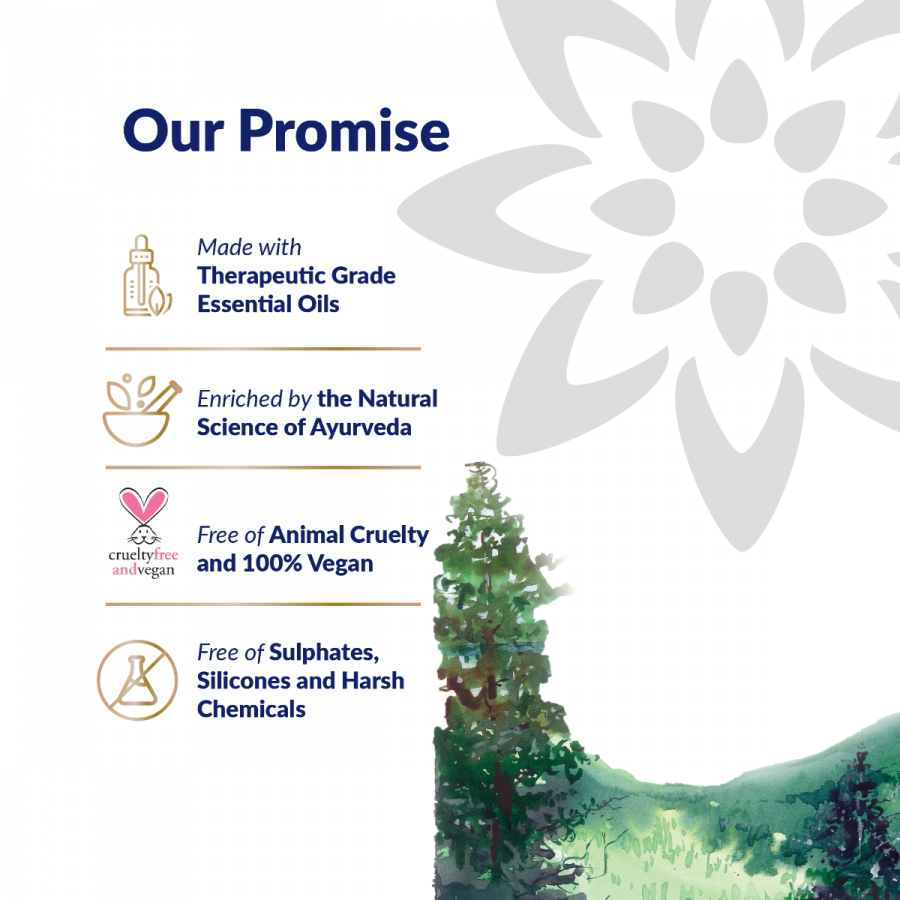 Our Promise
Made with
Therapeutic Grade
Essential Oils
Enriched by the Natural
Science of Ayurveda
crueltyfree
andvegan
Free of Animal Cruelty
and 100% Vegan
Free of Sulphates,
Silicones and Harsh
Chemicals